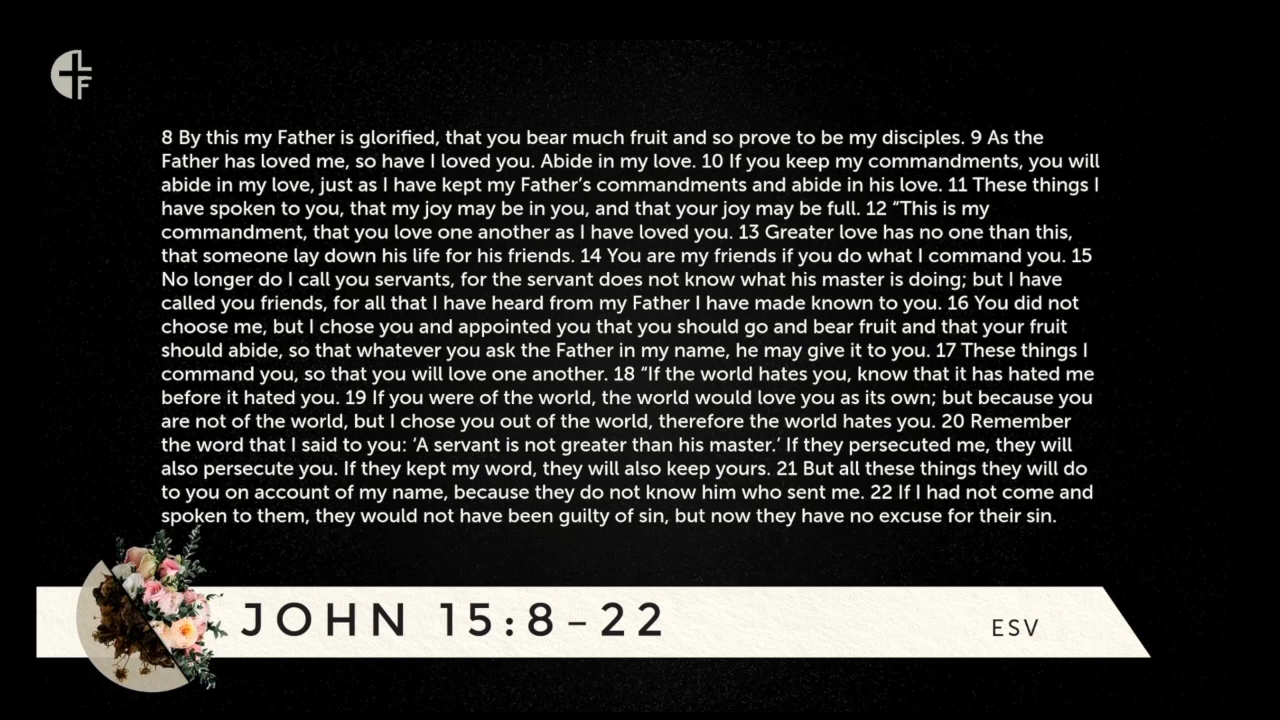 LF
8 By this my Father is glorified, that you bear much fruit and so prove to be my disciples. 9 As the
Father has loved me, so have I loved you. Abide in my love. 10 If you keep my commandments, you will
abide in my love, just as I have kept my Father’s commandments and abide in his love. 11 These things I
have spoken to you, that my joy may be in you, and that your joy may be full. 12 “This is my
commandment, that you love one another as I have loved you. 13 Greater love has no one than this,
that someone lay down his life for his friends. 14 You are my friends if you do what I command you. 15
No longer do I call you servants, for the servant does not know what his master is doing; but I have
called you friends, for all that I have heard from my Father I have made known to you. 16 You did not
choose me, but I chose you and appointed you that you should go and bear fruit and that your fruit
should abide, so that whatever you ask the Father in my name, he may give it to you. 17 These things I
command you, so that you will love one another. 18 “If the world hates you, know that it has hated me
before it hated you. 19 If you were of the world, the world would love you as its own; but because you
are not of the world, but I chose you out of the world, therefore the world hates you. 20 Remember
the word that I said to you: ‘A servant is not greater than his master.’ If they persecuted me, they will
also persecute you. If they kept my word, they will also keep yours. 21 But all these things they will do
to you on account of my name, because they do not know him who sent me. 22 If I had not come and
spoken to them, they would not have been guilty of sin, but now they have no excuse for their sin.
JOHN 15:8–22
ESV